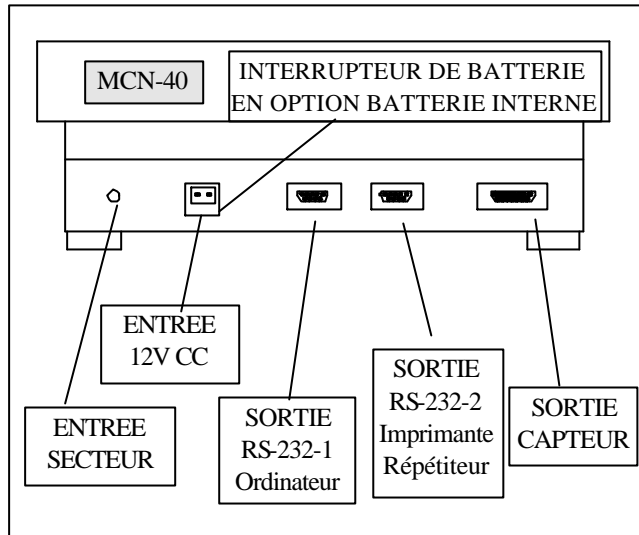 MCN-40
INTERRUPTEUR DE BATTERIE
EN OPTION BATTERIE INTERNE
ENTREE
12V CC
ENTREE
SECTEUR
SORTIE
RS-232-1
Ordinateur
SORTIE
RS-232-2
Imprimante
Répétiteur
SORTIE
CAPTEUR